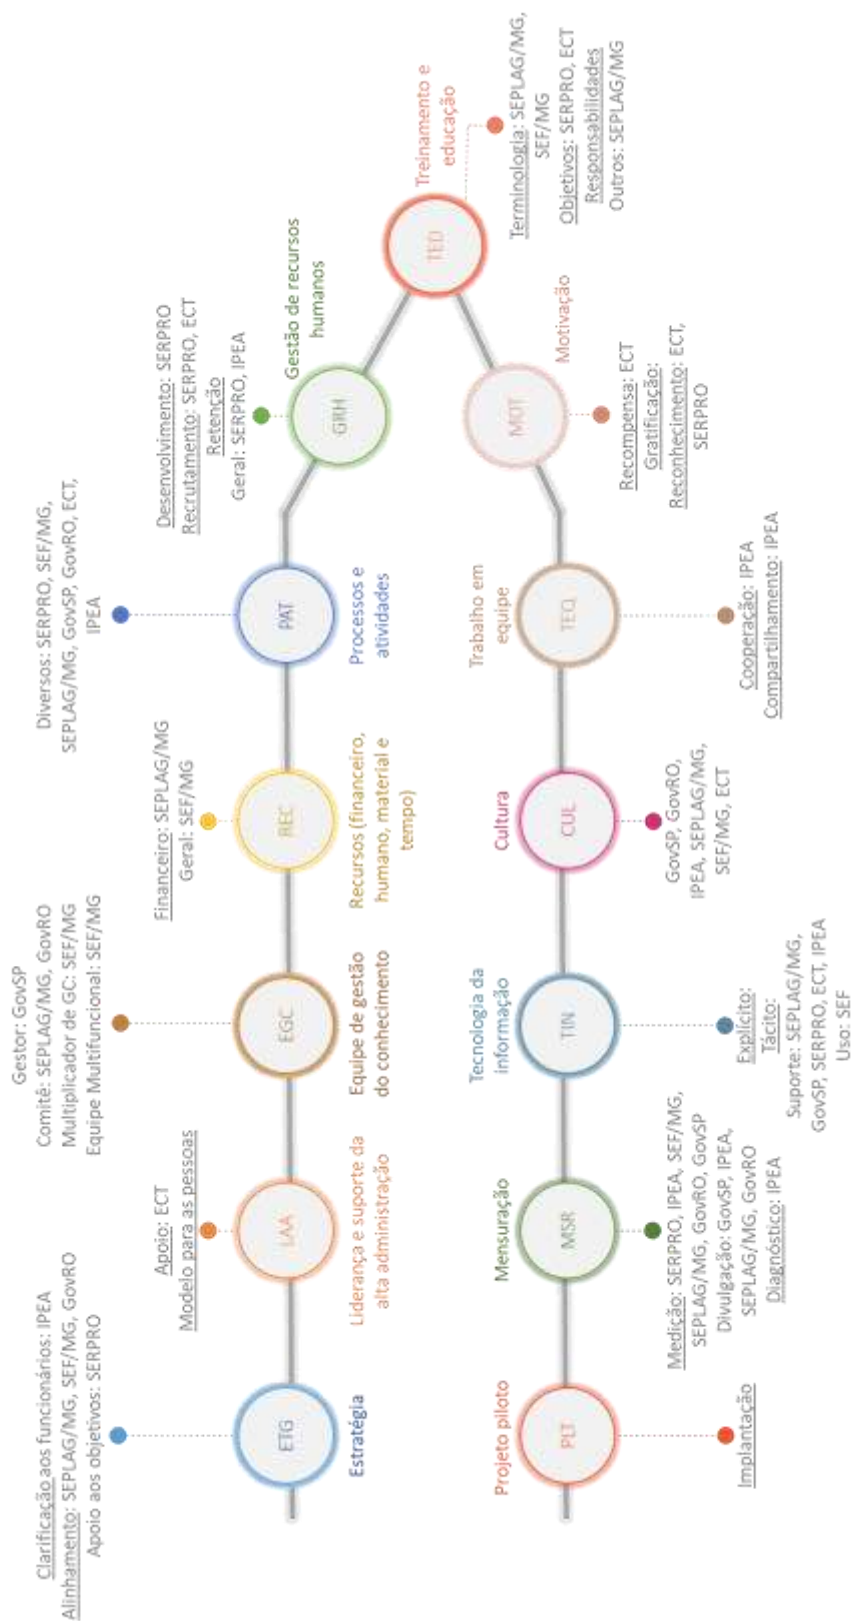 Clarificação aos funcionários: IPEA
Alinhamento: SEPLAG/MG, SEF/MG, GovRO
Apoio aos objetivos: SERPRO
ETG
Estratégia
Apoio: ECT
Modelo para as pessoas
LAA
Liderança e suporte da
alta administração
Gestor: GovSP
Comitê: SEPLAG/MG, GovRO
Multiplicador de GC: SEF/MG
Equipe Multifuncional: SEF/MG
EGC
Equipe de gestão
do conhecimento
Financeiro: SEPLAG/MG
Geral: SEF/MG
REC
Recursos (financeiro,
humano, material e
tempo)
Diversos: SERPRO, SEF/MG,
SEPLAG/MG, GovSP, GovRO, ECT,
IPEA
PAT
Processos e
atividades
Desenvolvimento: SERPRO
Recrutamento: SERPRO, ECT
Retenção
Geral: SERPRO, IPEA
GRH
Gestão de recursos
humanos
Treinamento e
educação
TED
Terminologia: SEPLAG/MG,
SEF/MG
Objetivos: SERPRO, ECT
Responsabilidades
Outros: SEPLAG/MG
Motivação
MOT
Recompensa: ECT
Gratificação:
Reconhecimento: ECT,
SERPRO
Trabalho em
equipe
TEQ
Cooperação: IPEA
Compartilhamento: IPEA
Cultura
CUL
GovSP, GovRO,
IPEA, SEPLAG/MG,
SEF/MG, ECT
Tecnologia da
informação
TIN
Explícito:
Tácito:
Suporte: SEPLAG/MG,
GovSP, SERPRO, ECT, IPEA
Uso: SEF
Mensuração
MSR
Medição: SERPRO, IPEA, SEF/MG,
SEPLAG/MG, GovRO, GovSP
Divulgação: GovSP, IPEA,
SEPLAG/MG, GovRO
Diagnóstico: IPEA
Projeto piloto
PLT
Implantação